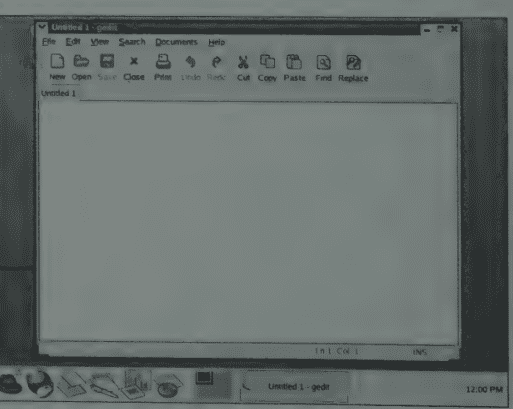 Untitled 1 - gedit
File Edit View Search Documents Help
New Open Save Close Print Undo Redo Cut Copy Paste Find Replace
Untitled 1
Ln 1, Col 1 INS
Untitled 1 - gedit
12:00 PM